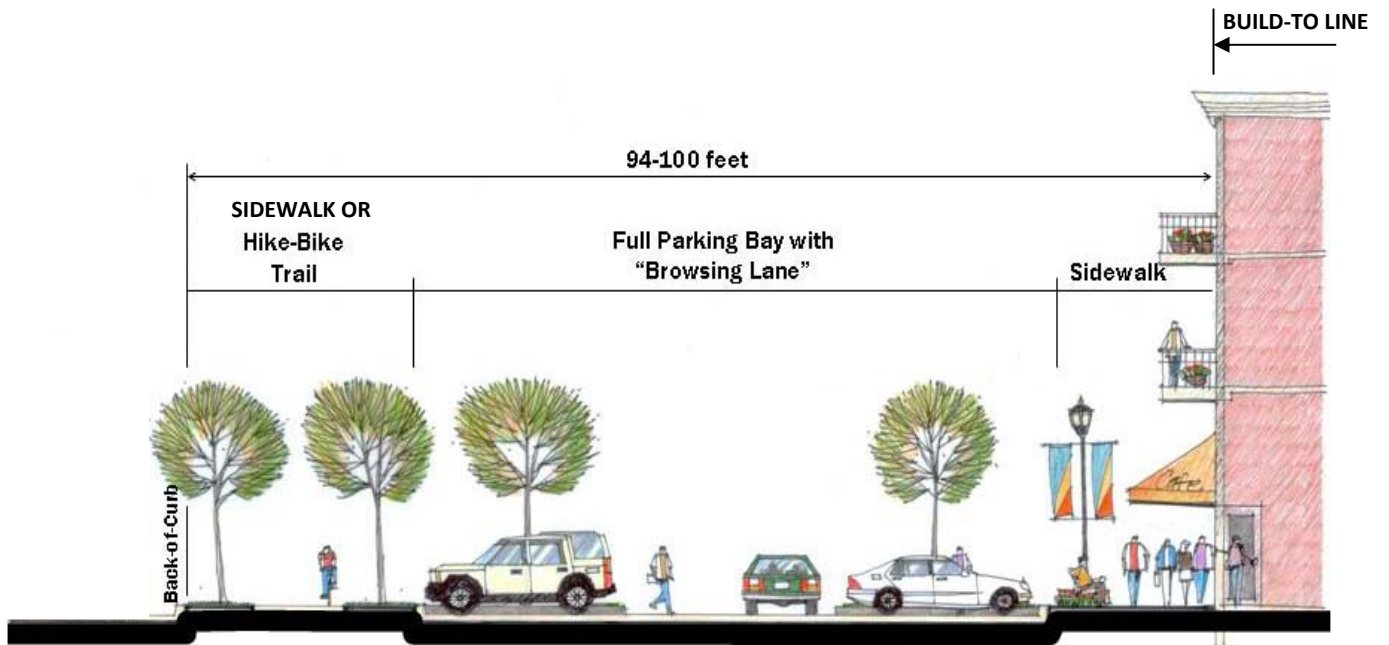 BUILD-TO LINE
94-100 feet
SIDEWALK OR
Hike-Bike
Trail
Full Parking Bay with
“Browsing Lane”
Sidewalk
Back-of-Curb